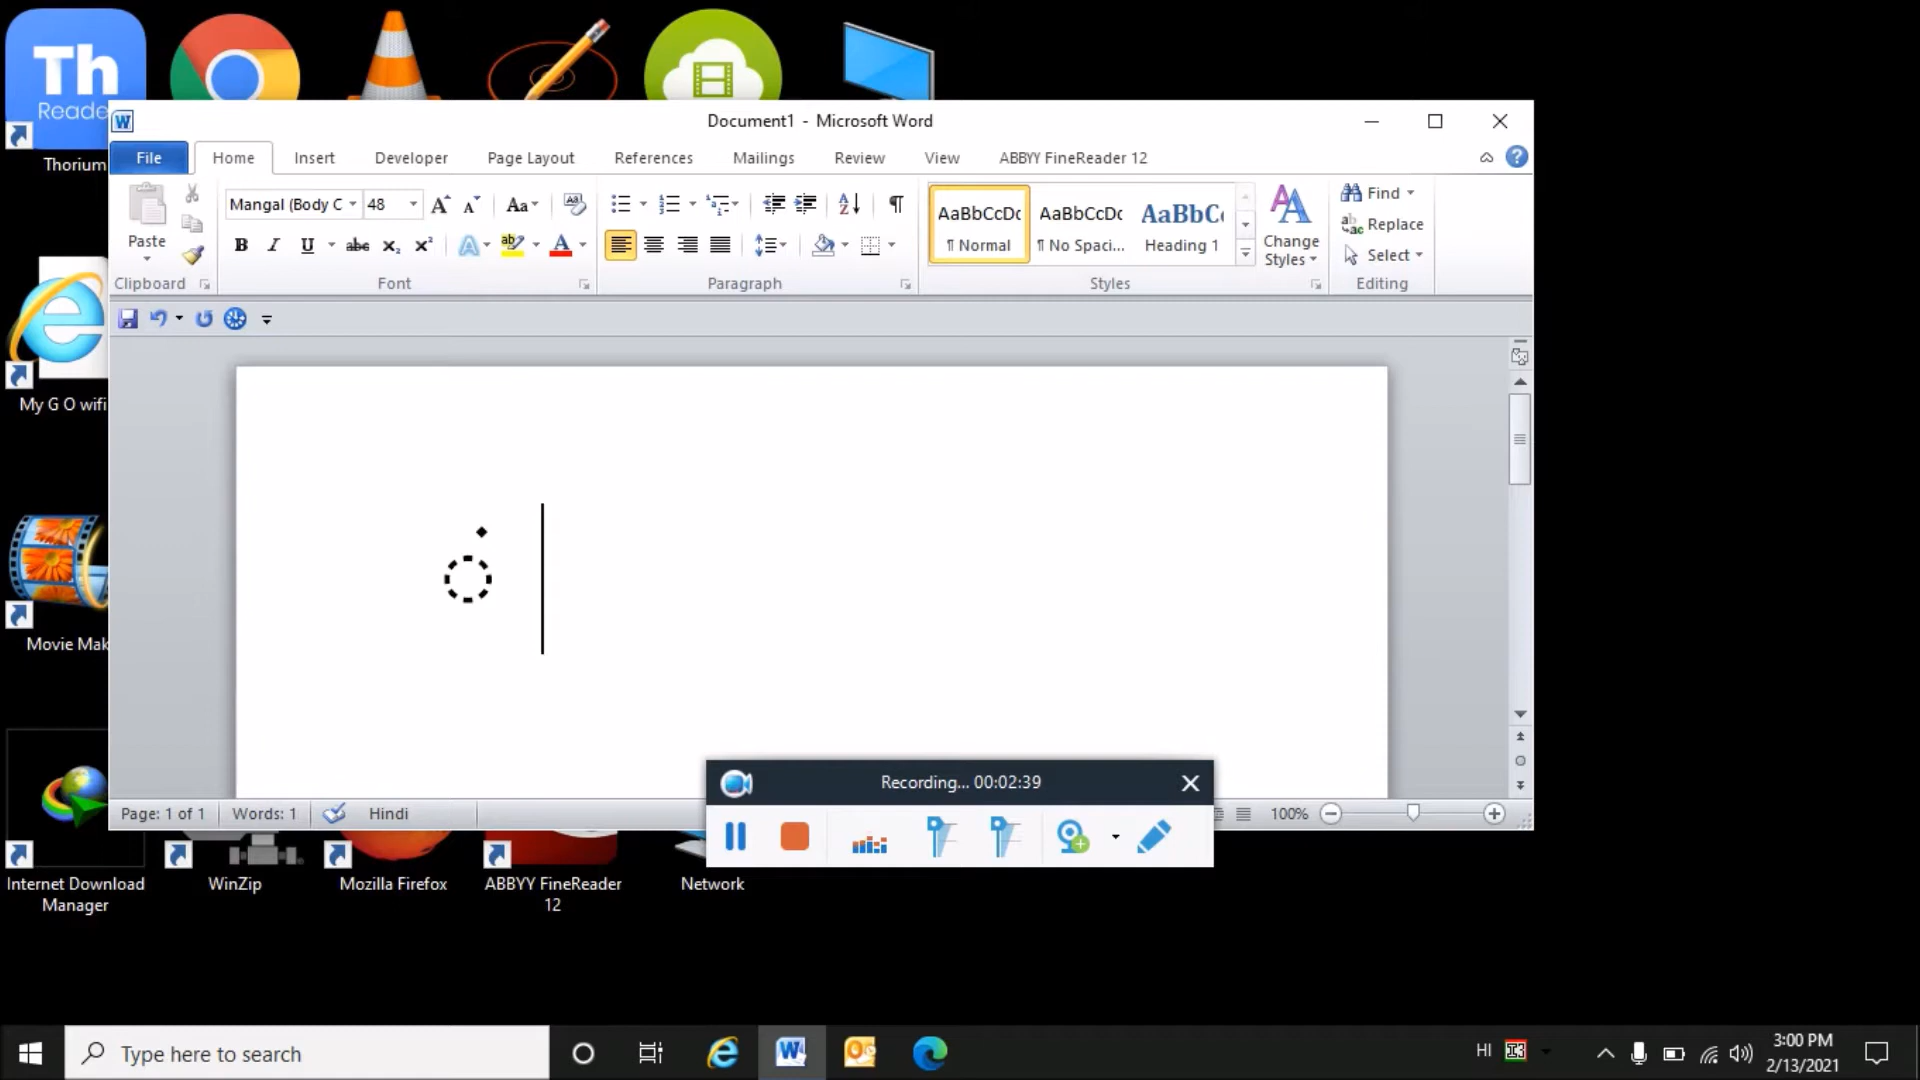 Th
Reade
Thorium
Document1 - Microsoft Word
File Home Insert Developer Page Layout References Mailings Review View ABBYY FineReader 12
Mangal (Body C 48
AaBbCcDc AaBbCcDc AaBbC
¶ Normal ¶ No Spaci... Heading 1
Paste
Change Styles
Find
Replace
Select
Clipboard Font Paragraph Styles Editing
My G O wifi
ं
Movie Mak
Recording... 00:02:39
Page: 1 of 1 Words: 1 Hindi 100%
Internet Download Manager
WinZip
Mozilla Firefox
ABBYY FineReader 12
Network
Type here to search
HI
3:00 PM
2/13/2021